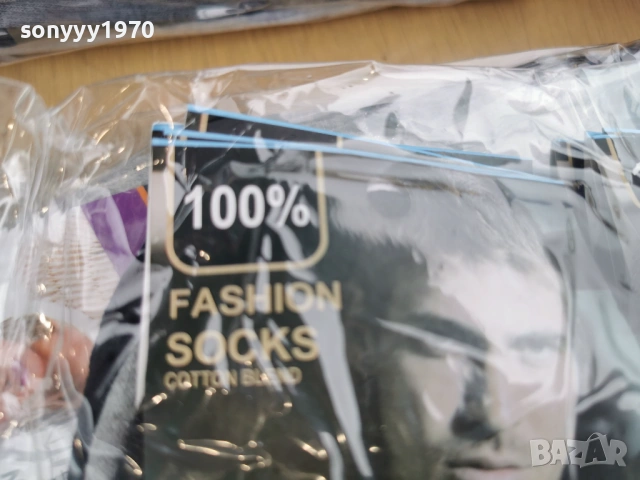 sonyyy1970
100%
FASHION
SOCKS
COTTON BLEND
BAZAR